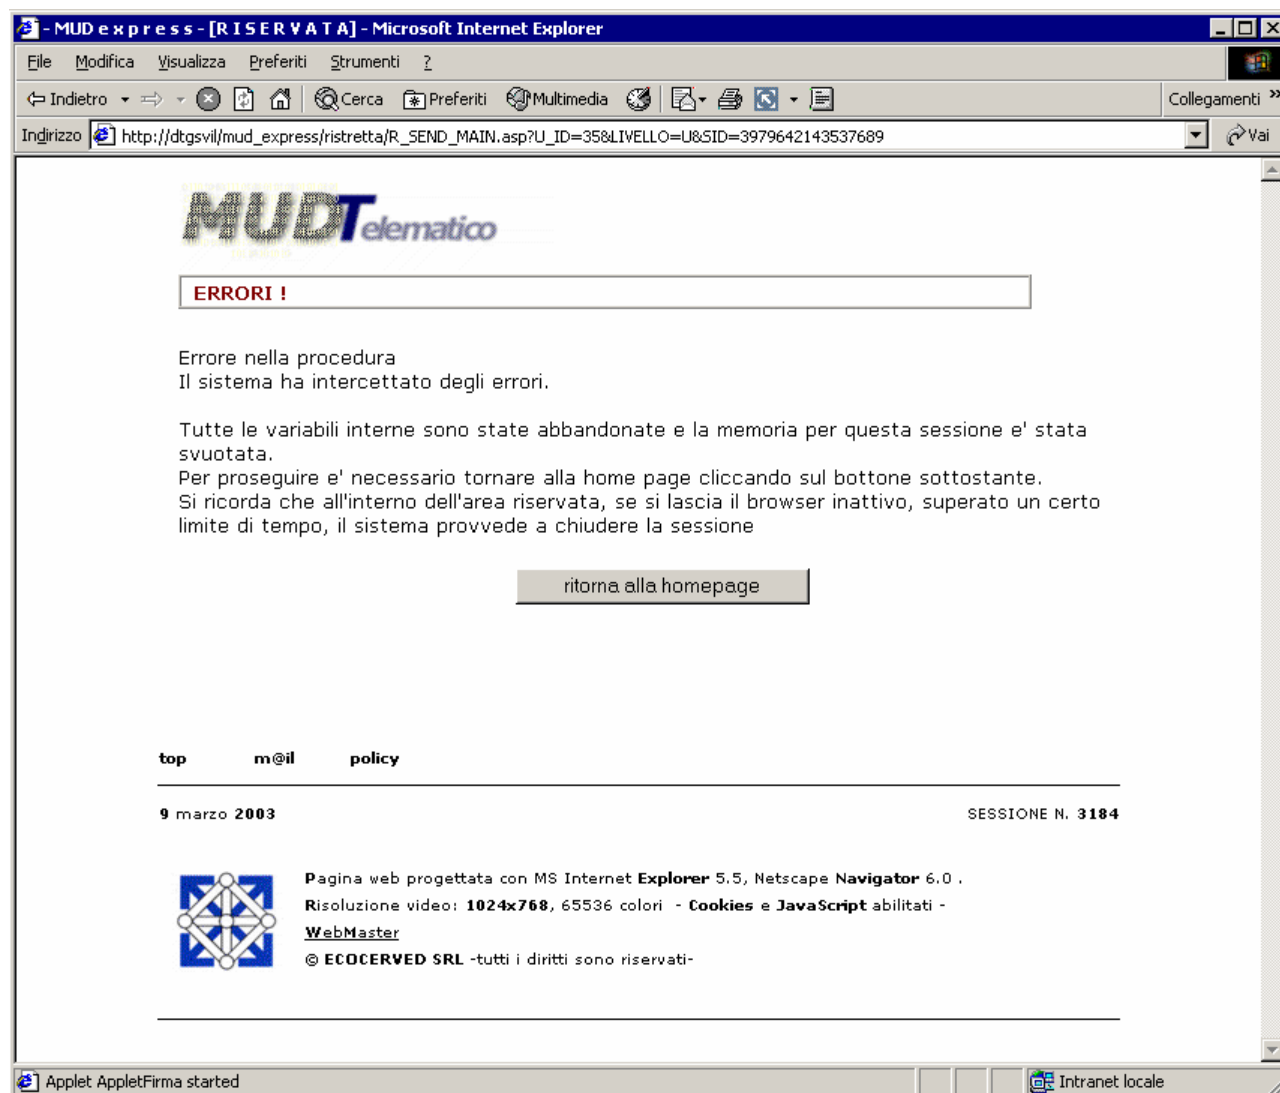 - MUD e x p r e s s - [R I S E R V A T A] - Microsoft Internet Explorer
File Modifica Visualizza Preferiti Strumenti ?
Indietro Cerca Preferiti Multimedia Collegamenti »
Indirizzo http://dtgsvil/mud_express/ristretta/R_SEND_MAIN.asp?U_ID=35&LIVELLO=U&SID=3979642143537689 Vai
MUDTelematico
ERRORI !
Errore nella procedura
Il sistema ha intercettato degli errori.
Tutte le variabili interne sono state abbandonate e la memoria per questa sessione e' stata
svuotata.
Per proseguire e' necessario tornare alla home page cliccando sul bottone sottostante.
Si ricorda che all'interno dell'area riservata, se si lascia il browser inattivo, superato un certo
limite di tempo, il sistema provvede a chiudere la sessione
ritorna alla homepage
top m@il policy
9 marzo 2003 SESSIONE N. 3184
Pagina web progettata con MS Internet Explorer 5.5, Netscape Navigator 6.0 .
Risoluzione video: 1024x768, 65536 colori - Cookies e JavaScript abilitati -
WebMaster
© ECOCERVED SRL -tutti i diritti sono riservati-
Applet AppletFirma started Intranet locale